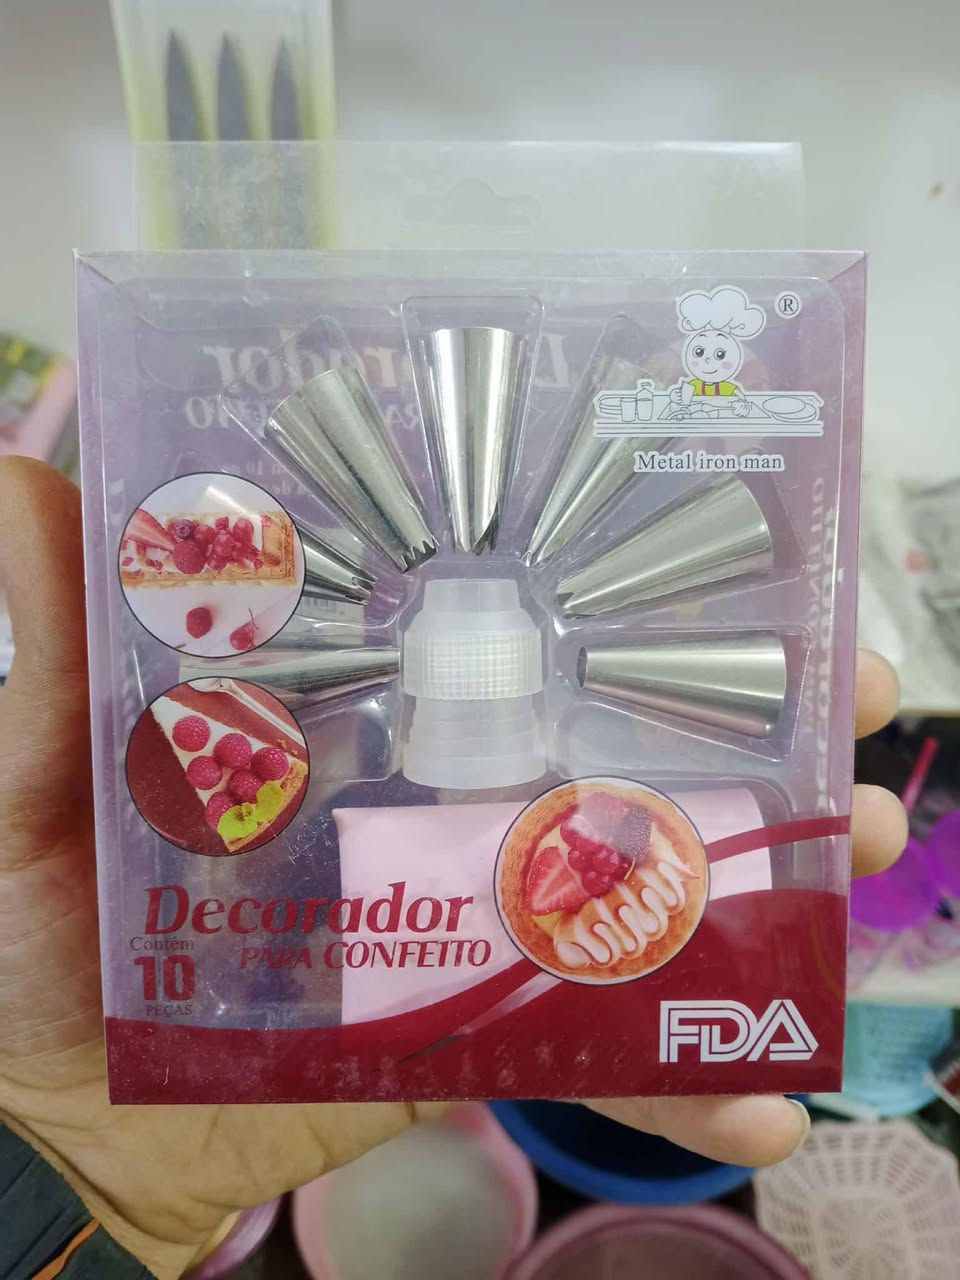 ®
Metal iron man
Decorador
PARA CONFEITO
Contém
10
PEÇAS
FDA